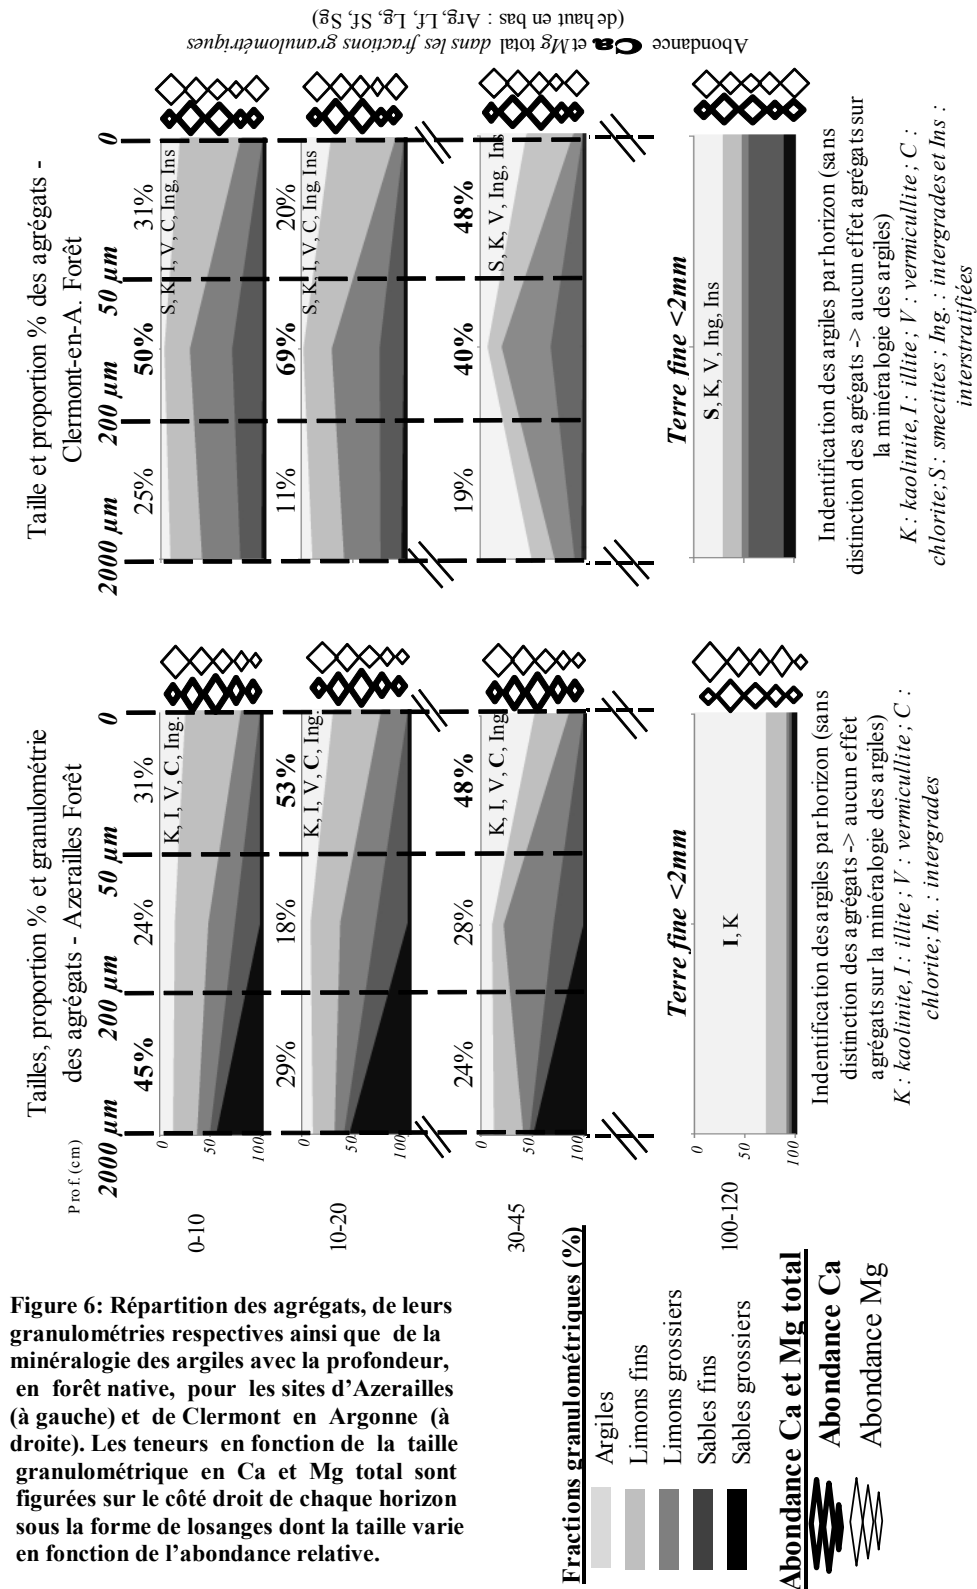 Tailles, proportion % et granulométrie
des agrégats - Azerailles Forêt
Prof.(cm)
2000 µm
200 µm
50 µm
0
0-10
45%
24%
31%
K, I, V, C, Ing.
0
50
100
10-20
29%
18%
53%
K, I, V, C, Ing.
0
50
100
30-45
24%
28%
48%
K, I, V, C, Ing.
0
50
100
100-120
Terre fine <2mm
I, K
0
50
100
Indentification des argiles par horizon (sans
distinction des agrégats -> aucun effet
agrégats sur la minéralogie des argiles)
K : kaolinite, I : illite ; V : vermicullite ; C :
chlorite; In. : intergrades
Taille et proportion % des agrégats -
Clermont-en-A. Forêt
2000 µm
200 µm
50 µm
0
25%
50%
31%
S, K, I, V, C, Ing, Ins
11%
69%
20%
S, K, I, V, C, Ing, Ins
19%
40%
48%
S, K, V, Ing, Ins
Terre fine <2mm
S, K, V, Ing, Ins
Indentification des argiles par horizon (sans
distinction des agrégats -> aucun effet agrégats sur
la minéralogie des argiles)
K : kaolinite, I : illite ; V : vermicullite ; C :
chlorite; S : smectites ; Ing. : intergrades et Ins :
interstratifiées
Abondance Ca et Mg total dans les fractions granulométriques
(de haut en bas : Arg, Lf, Lg, Sf, Sg)
Fractions granulométriques (%)
Argiles
Limons fins
Limons grossiers
Sables fins
Sables grossiers
Abondance Ca et Mg total
Abondance Ca
Abondance Mg
Figure 6: Répartition des agrégats, de leurs
granulométries respectives ainsi que de la
minéralogie des argiles avec la profondeur,
en forêt native, pour les sites d'Azerailles
(à gauche) et de Clermont en Argonne (à
droite). Les teneurs en fonction de la taille
granulométrique en Ca et Mg total sont
figurées sur le côté droit de chaque horizon
sous la forme de losanges dont la taille varie
en fonction de l'abondance relative.